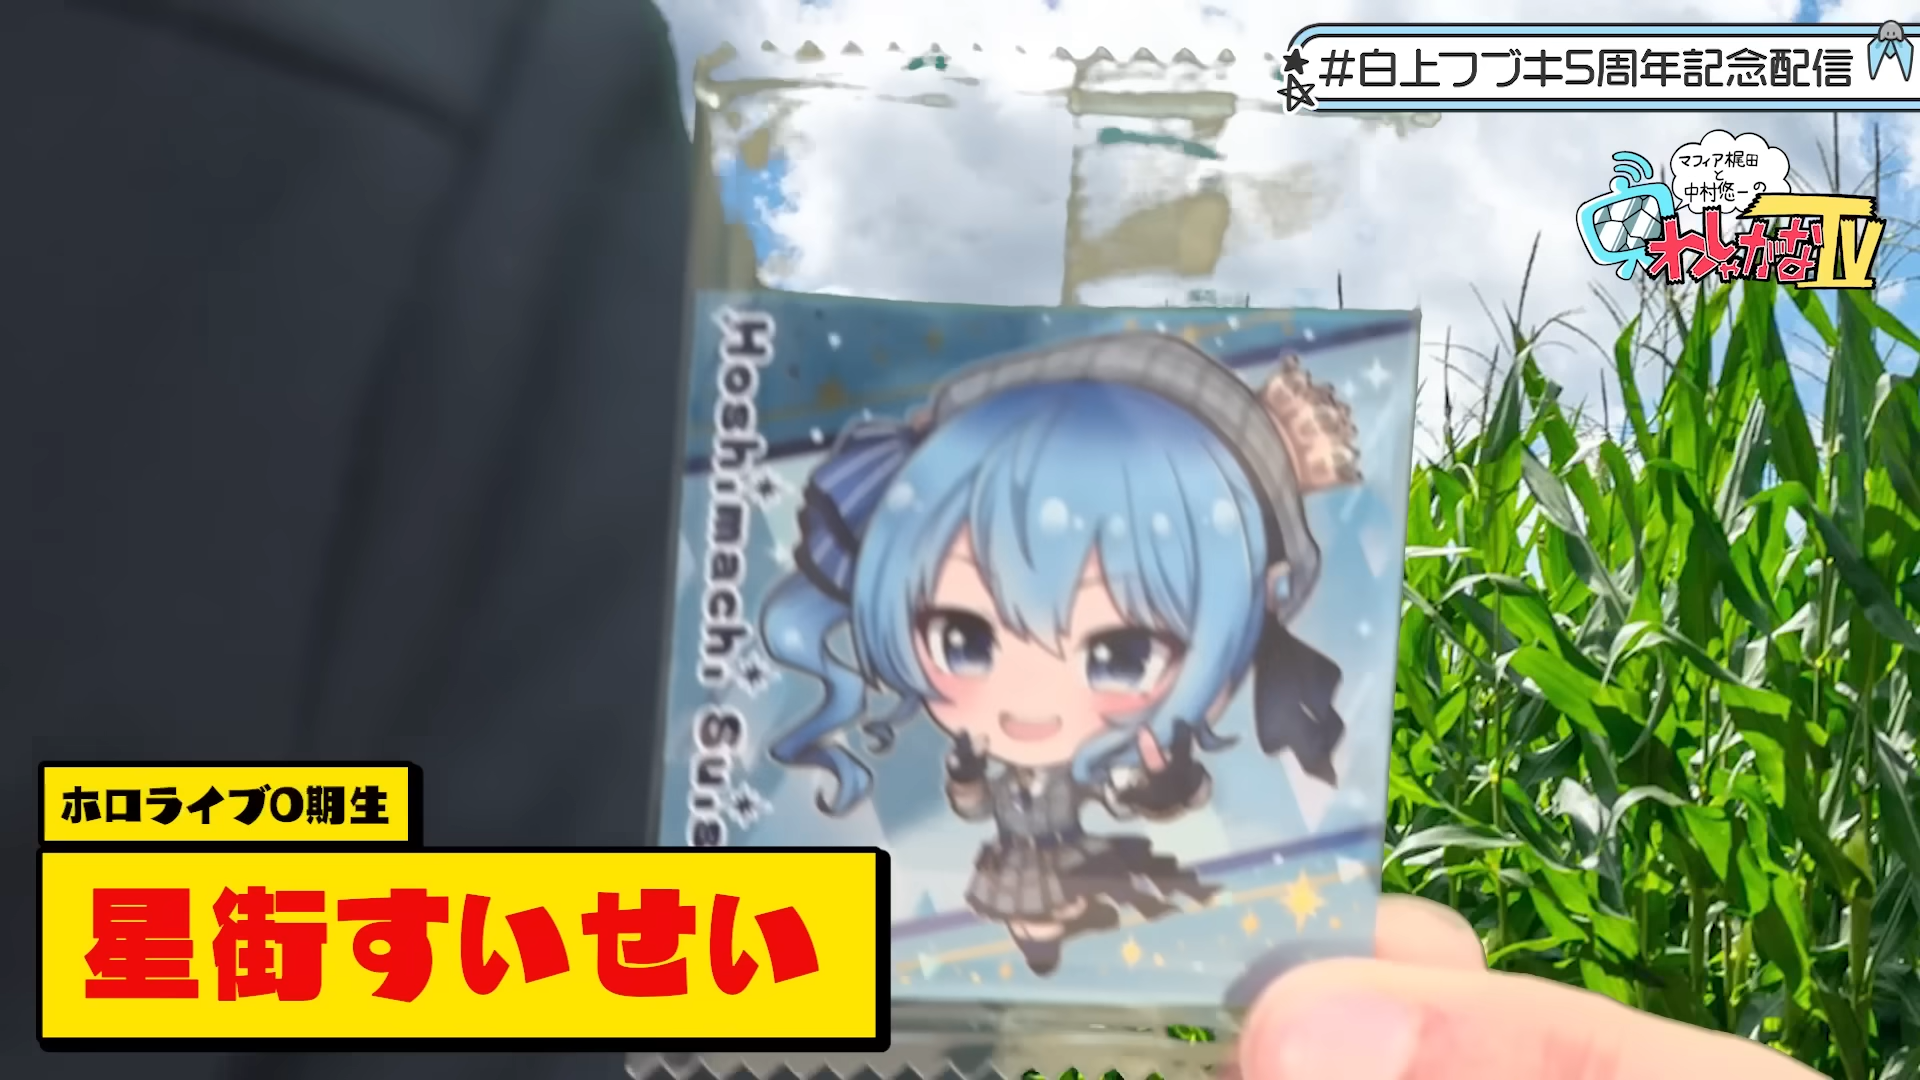 #白上フブキ5周年記念配信
マフィア梶田
と
中村悠一の
わしゃがなTV
Hoshimachi Suis
ホロライブ0期生
星街すいせい